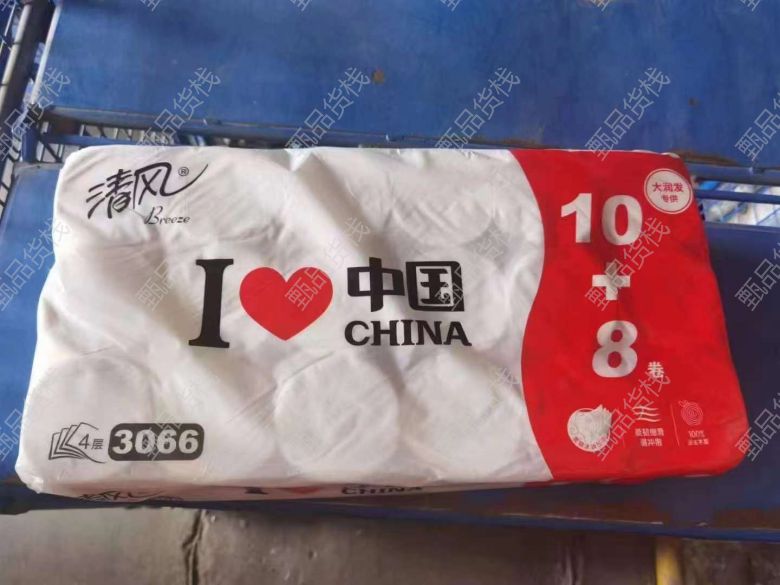 清风®
Breeze
I ❤ 中国
CHINA
4层 3066
大润发
专供
10
+
8卷
100%
甄品货栈